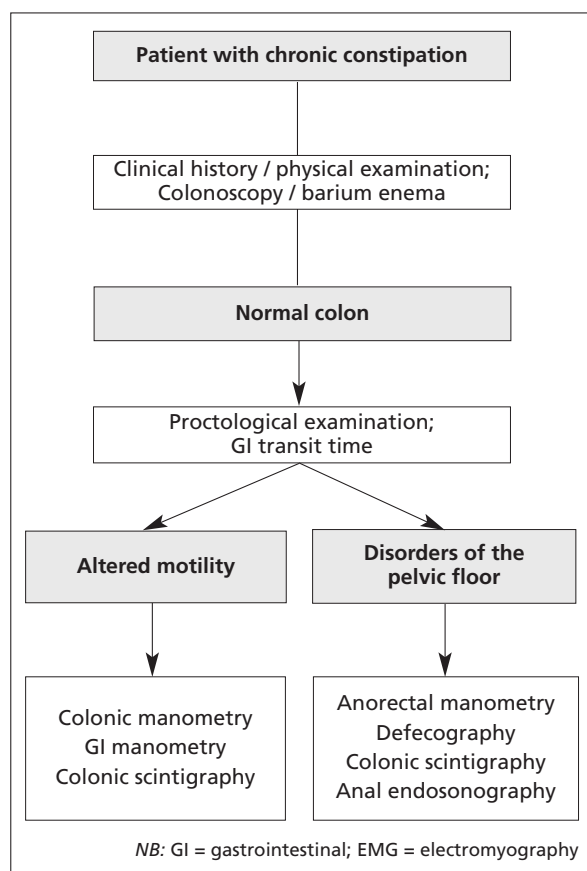 Patient with chronic constipation
Clinical history / physical examination;
Colonoscopy / barium enema
Normal colon
Proctological examination;
GI transit time
Altered motility
Disorders of the
pelvic floor
Colonic manometry
GI manometry
Colonic scintigraphy
Anorectal manometry
Defecography
Colonic scintigraphy
Anal endosonography
NB: GI = gastrointestinal; EMG = electromyography